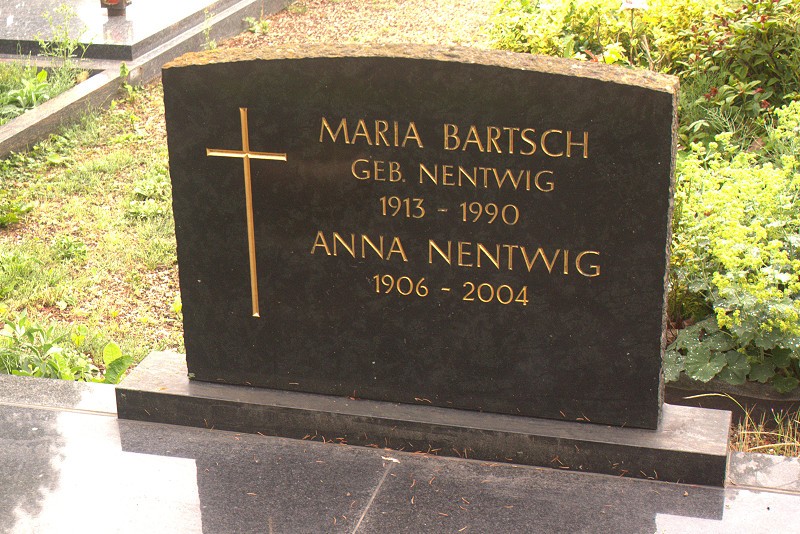 MARIA BARTSCH
GEB. NENTWIG
1913 - 1990
ANNA NENTWIG
1906 - 2004